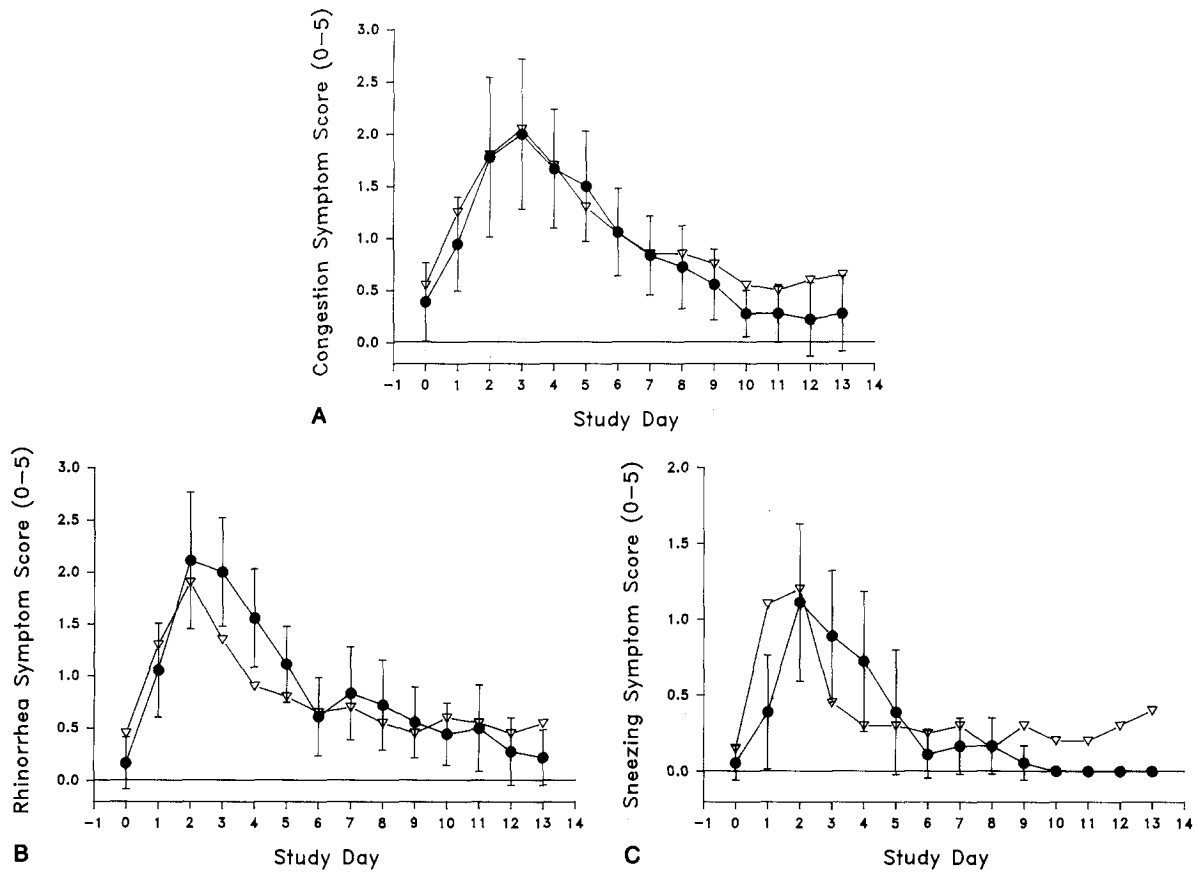 Congestion Symptom Score (0-5)
3.0
2.5
2.0
1.5
1.0
0.5
0.0
-1 0 1 2 3 4 5 6 7 8 9 10 11 12 13 14
Study Day
A
Rhinorrhea Symptom Score (0-5)
3.0
2.5
2.0
1.5
1.0
0.5
0.0
-1 0 1 2 3 4 5 6 7 8 9 10 11 12 13 14
Study Day
B
Sneezing Symptom Score (0-5)
2.0
1.5
1.0
0.5
0.0
-1 0 1 2 3 4 5 6 7 8 9 10 11 12 13 14
Study Day
C